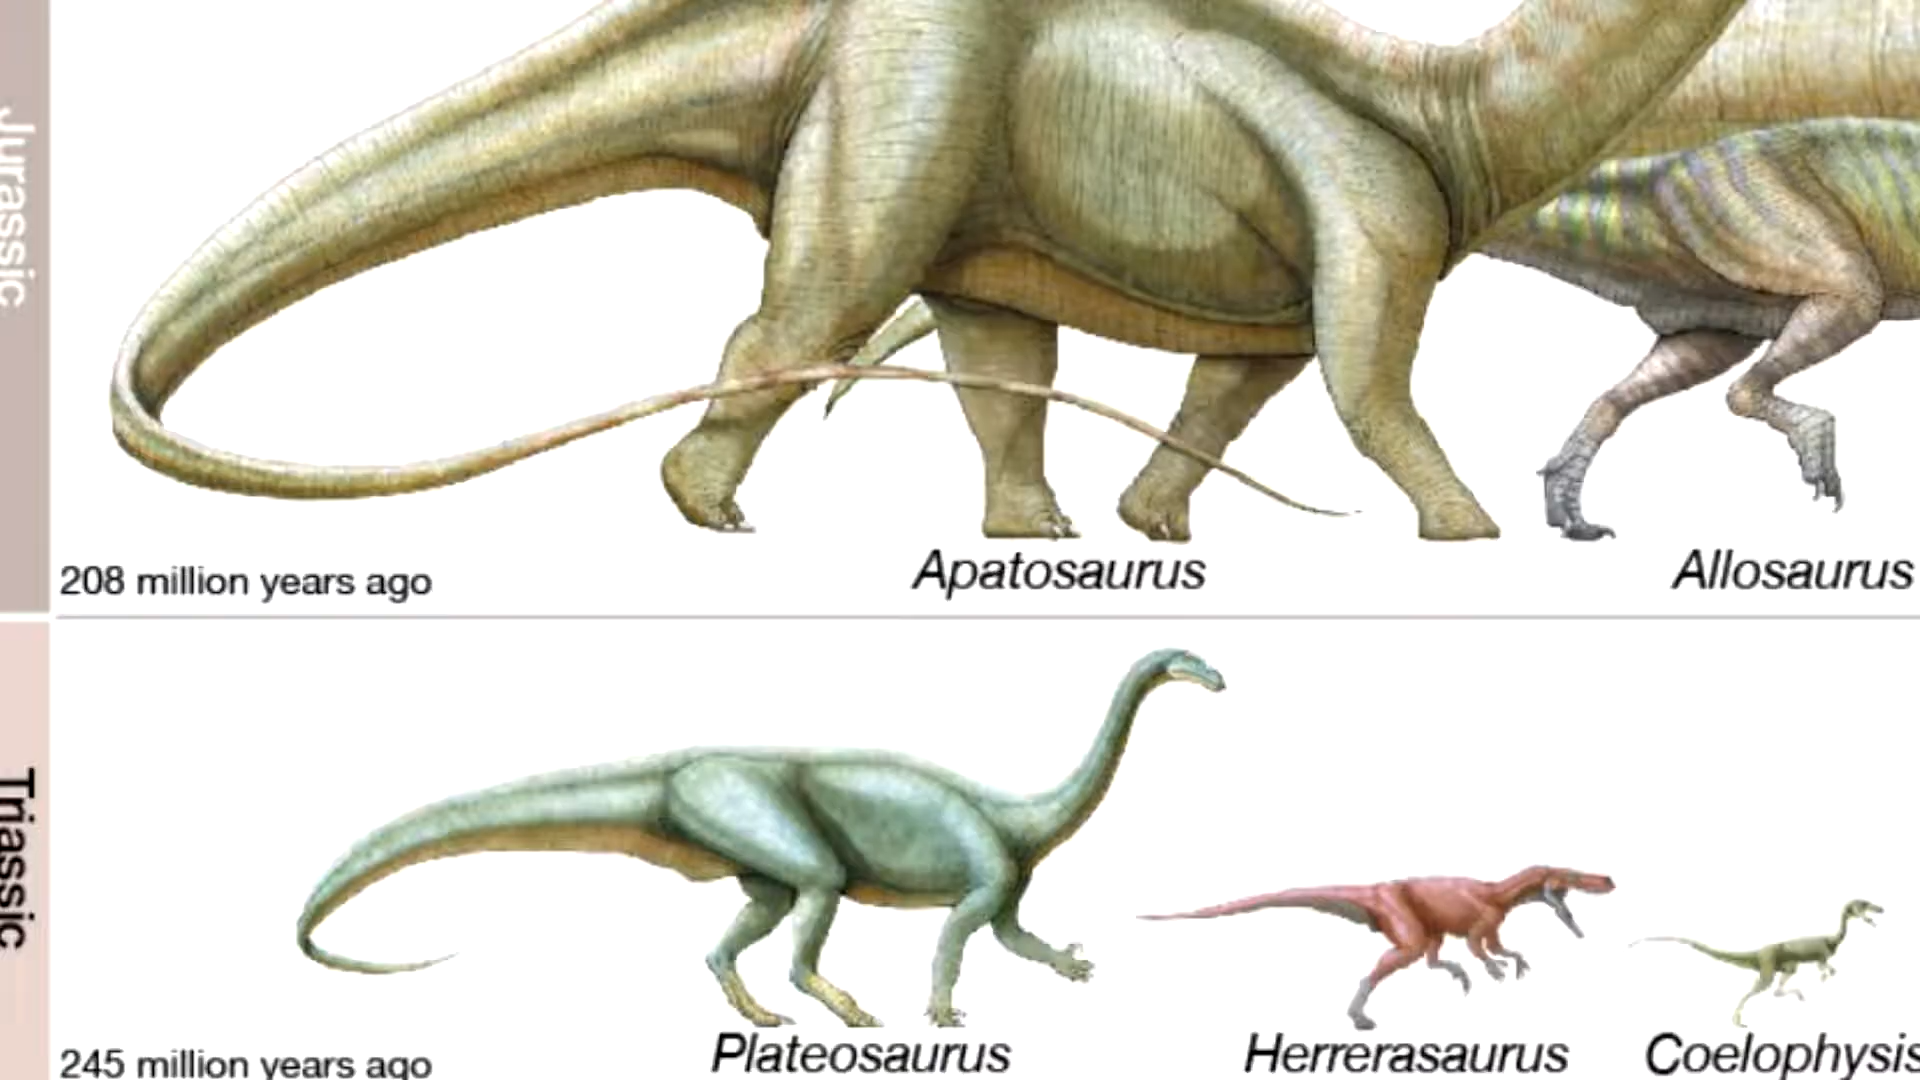 Jurassic
208 million years ago
Apatosaurus
Allosaurus
Triassic
245 million years ago
Plateosaurus
Herrerasaurus
Coelophysis